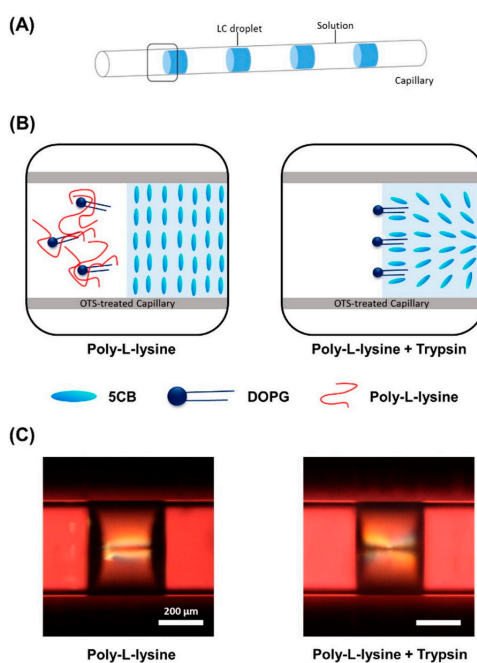 (A)
LC droplet
Solution
Capillary
(B)
OTS-treated Capillary
OTS-treated Capillary
Poly-L-lysine
Poly-L-lysine + Trypsin
5CB
DOPG
Poly-L-lysine
(C)
200 µm
Poly-L-lysine
Poly-L-lysine + Trypsin